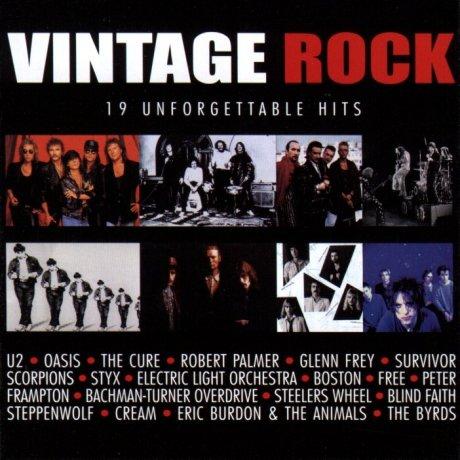 VINTAGE ROCK
19 UNFORGETTABLE HITS
U2 • OASIS • THE CURE • ROBERT PALMER • GLENN FREY • SURVIVOR
SCORPIONS • STYX • ELECTRIC LIGHT ORCHESTRA • BOSTON • FREE • PETER
FRAMPTON • BACHMAN-TURNER OVERDRIVE • STEELERS WHEEL • BLIND FAITH
STEPPENWOLF • CREAM • ERIC BURDON & THE ANIMALS • THE BYRDS